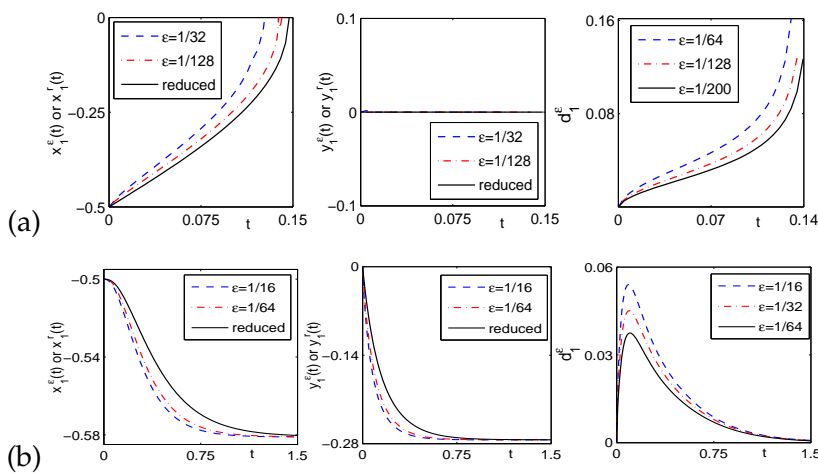 (a)
x₁^ε(t) or x₁^r(t)
0
-0.25
-0.5
0
0.075
0.15
t
ε=1/32
ε=1/128
reduced
y₁^ε(t) or y₁^r(t)
0.1
0
-0.1
0
0.075
0.15
t
ε=1/32
ε=1/128
reduced
d₁^ε
0.16
0.08
0
0.07
0.14
t
ε=1/64
ε=1/128
ε=1/200
(b)
x₁^ε(t) or x₁^r(t)
-0.5
-0.54
-0.58
0
0.75
1.5
t
ε=1/16
ε=1/64
reduced
y₁^ε(t) or y₁^r(t)
0
-0.14
-0.28
0
0.75
1.5
t
ε=1/16
ε=1/64
reduced
d₁^ε
0.06
0.03
0
0
0.75
1.5
t
ε=1/16
ε=1/32
ε=1/64